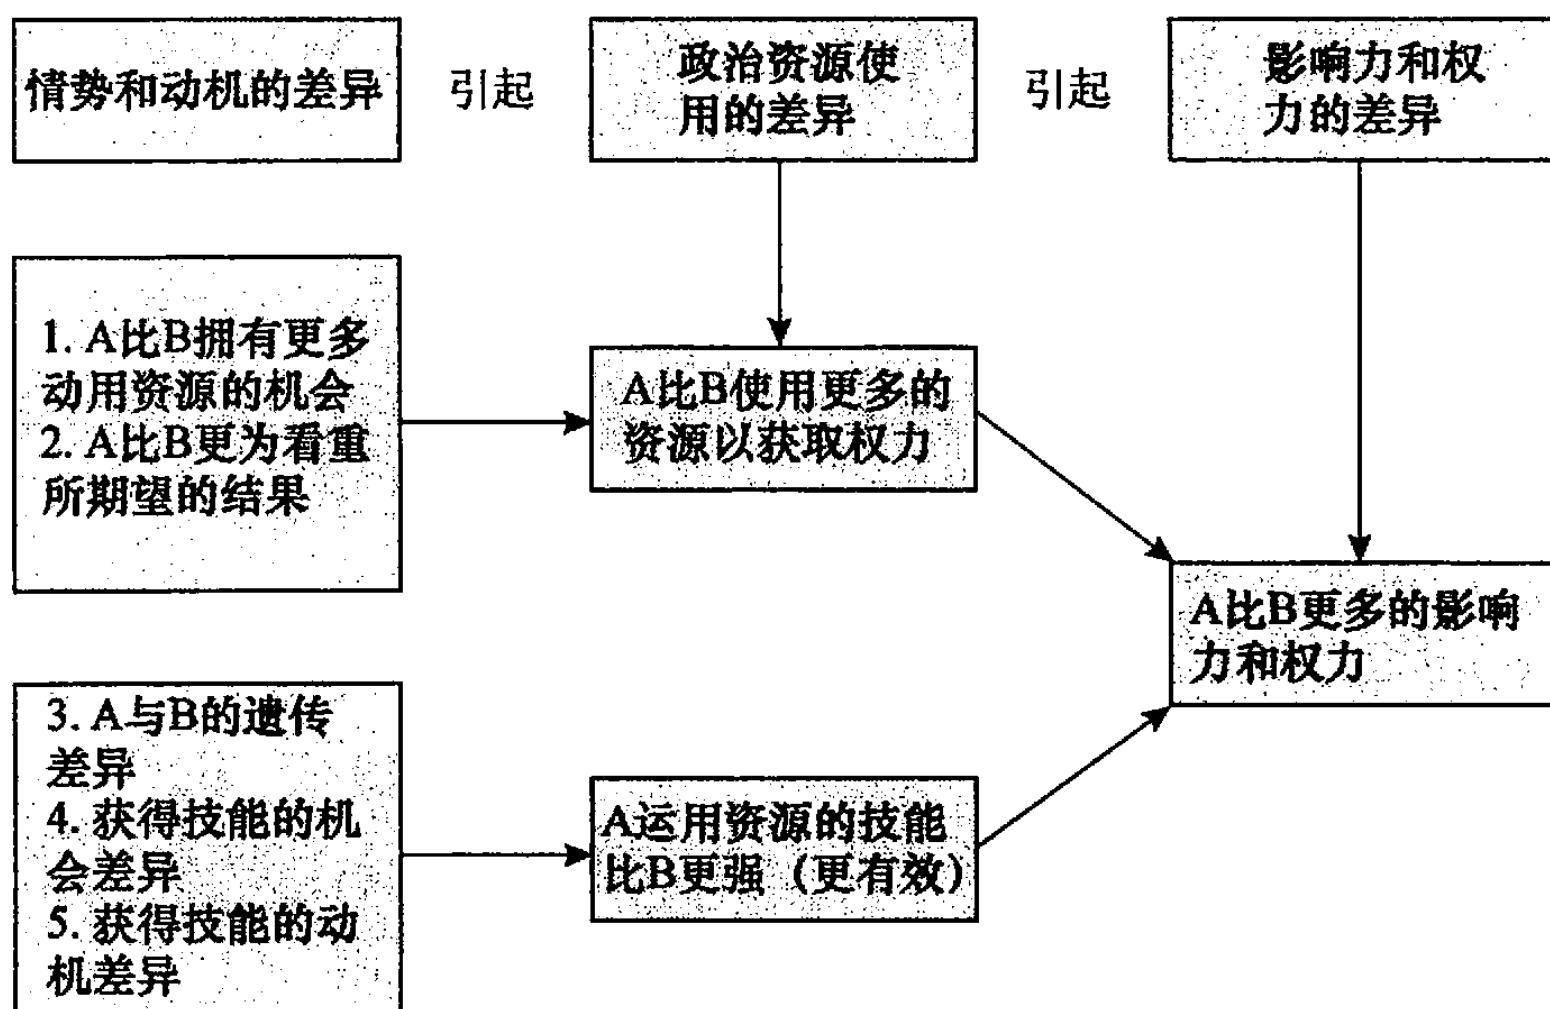 情势和动机的差异
引起
政治资源使
用的差异
引起
影响力和权
力的差异
1. A比B拥有更多
动用资源的机会
2. A比B更为看重
所期望的结果
A比B使用更多的
资源以获取权力
A比B更多的影响
力和权力
3. A与B的遗传
差异
4. 获得技能的机
会差异
5. 获得技能的动
机差异
A运用资源的技能
比B更强（更有效）